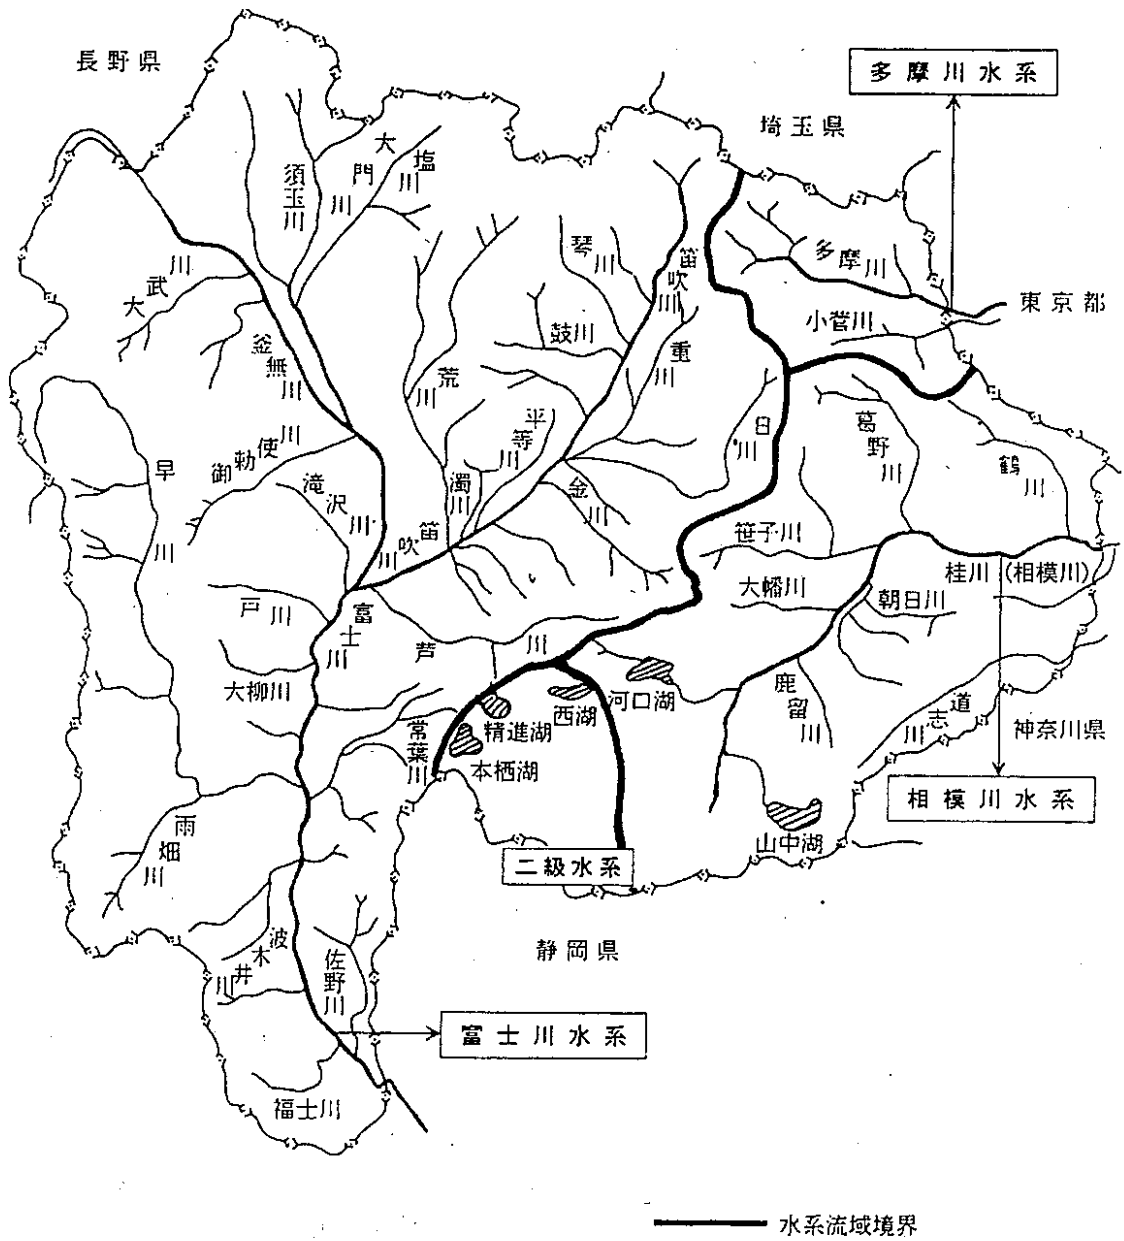 長野県
多摩川水系
埼玉県
大門川
塩川
須玉川
琴川
笛吹川
多摩川
大武川
東京都
小菅川
鼓川
重川
釜無川
荒川
平等川
日川
葛野川
鶴川
御勅使川
早川
滝沢川
濁川
金川
笛吹川
笹子川
桂川(相模川)
大幡川
朝日川
戸川
富士川
芦川
大柳川
鹿留川
河口湖
西湖
精進湖
本栖湖
常葉川
道志川
神奈川県
相模川水系
雨畑川
山中湖
二級水系
静岡県
波木井川
佐野川
富士川水系
福士川
水系流域境界